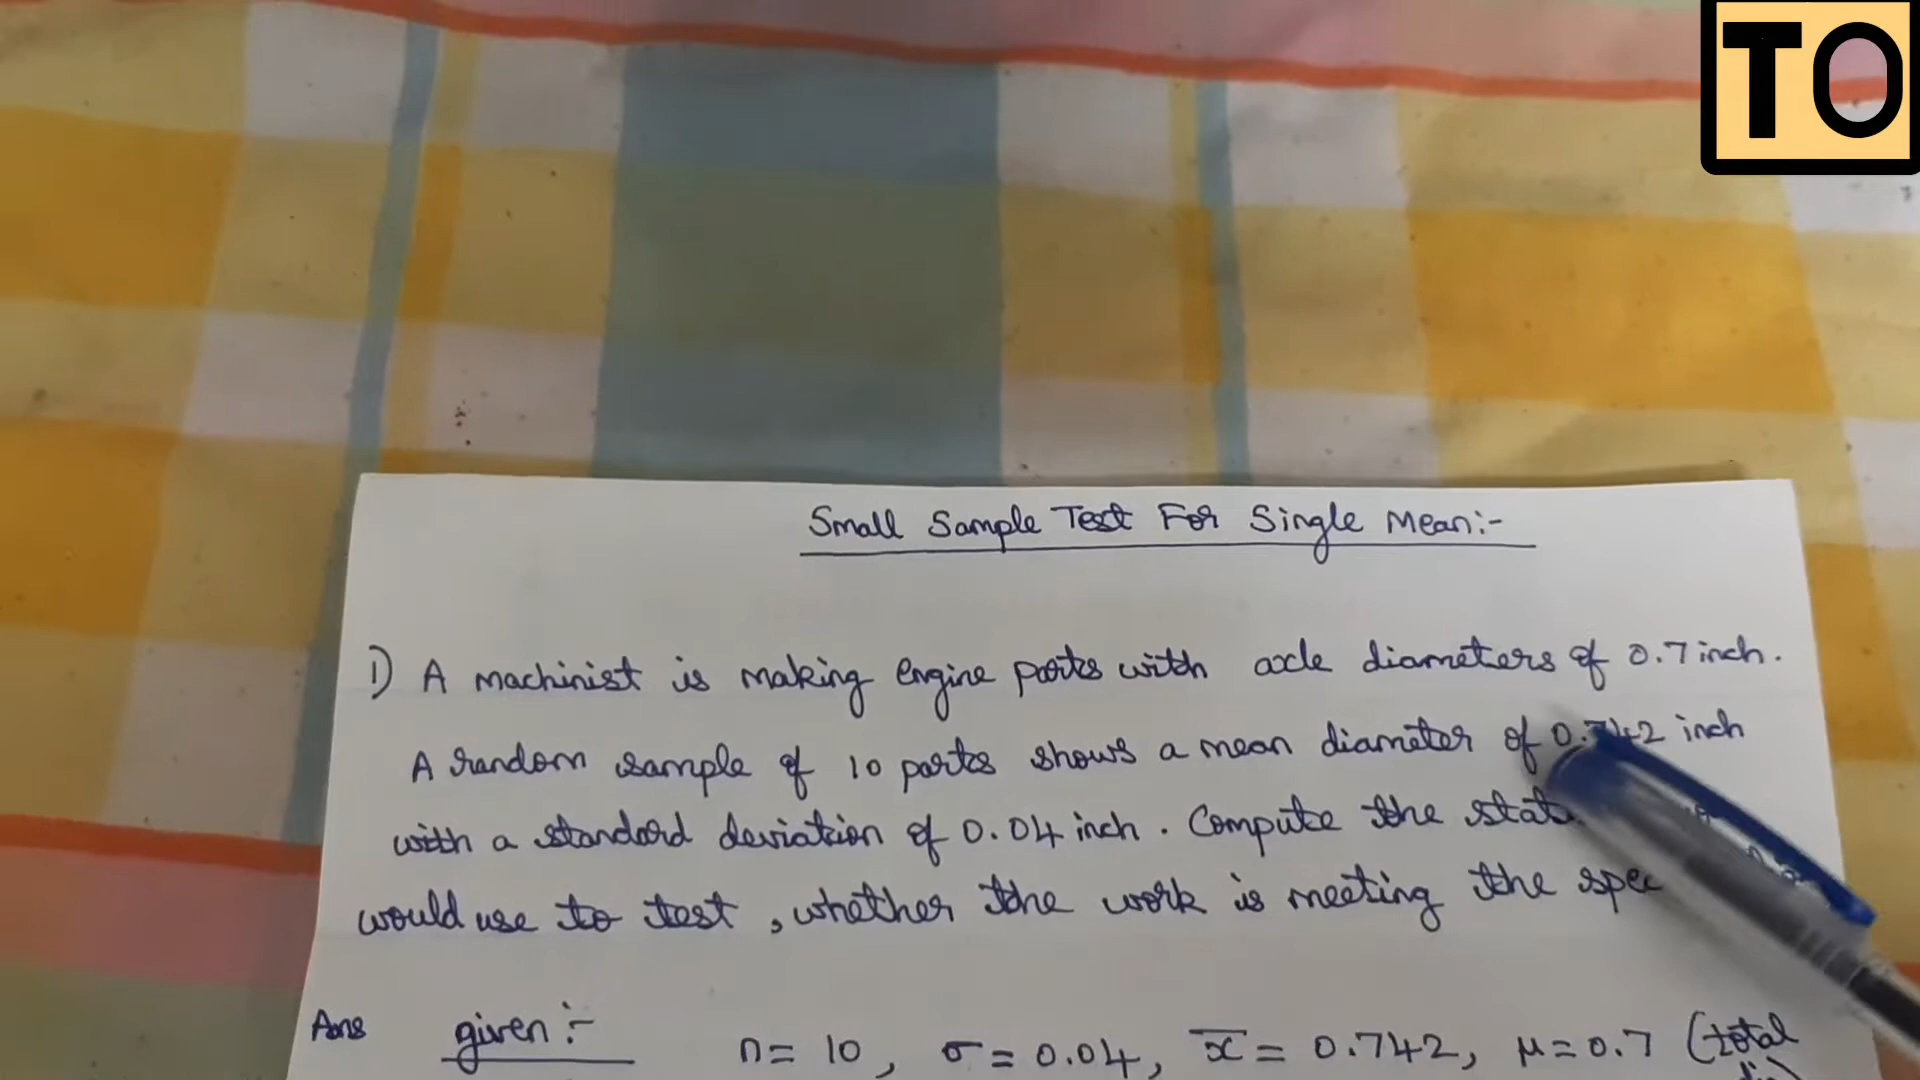 TO
Small Sample Test For Single Mean:-
1) A machinist is making engine parts with axle diameters of 0.7 inch.
A random sample of 10 parts shows a mean diameter of 0.742 inch
with a standard deviation of 0.04 inch. Compute the
would use to test, whether the work is meeting the
Ans given :- n = 10, σ = 0.04, x̄ = 0.742, μ = 0.7 (total